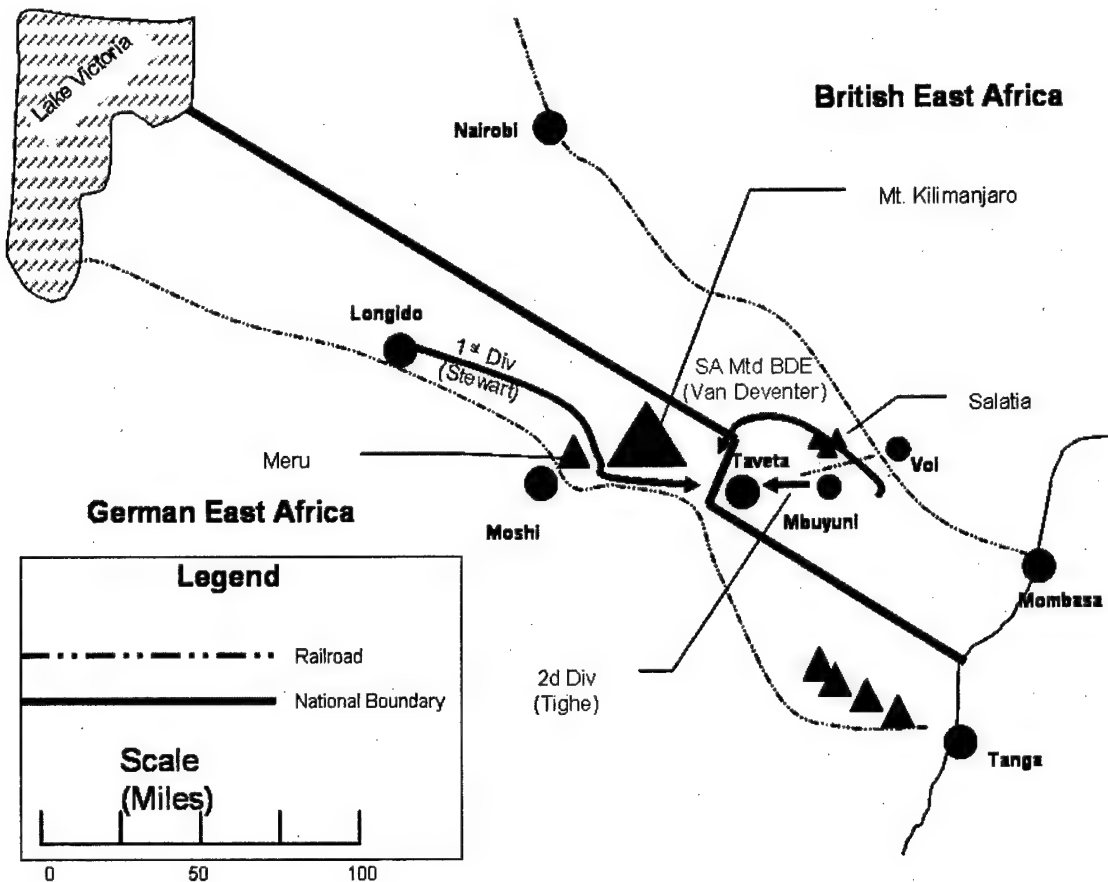 Lake Victoria
British East Africa
Nairobi
Mt. Kilimanjaro
Longido
1st Div
(Stewart)
SA Mtd BDE
(Van Deventer)
Salatia
Meru
Taveta
Voi
German East Africa
Moshi
Mbuyuni
Legend
Mombasa
Railroad
2d Div
(Tighe)
National Boundary
Scale
(Miles)
Tanga
0 50 100